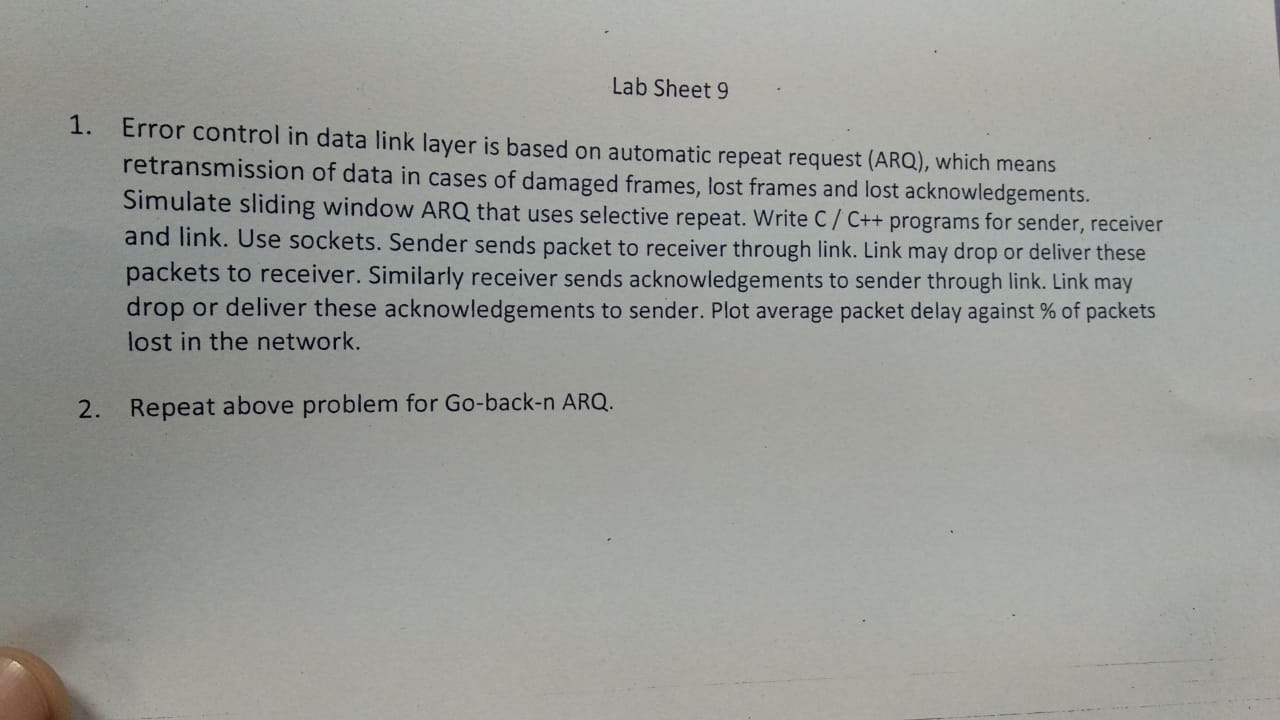 Lab Sheet 9
1. Error control in data link layer is based on automatic repeat request (ARQ), which means
retransmission of data in cases of damaged frames, lost frames and lost acknowledgements.
Simulate sliding window ARQ that uses selective repeat. Write C / C++ programs for sender, receiver
and link. Use sockets. Sender sends packet to receiver through link. Link may drop or deliver these
packets to receiver. Similarly receiver sends acknowledgements to sender through link. Link may
drop or deliver these acknowledgements to sender. Plot average packet delay against % of packets
lost in the network.
2. Repeat above problem for Go-back-n ARQ.